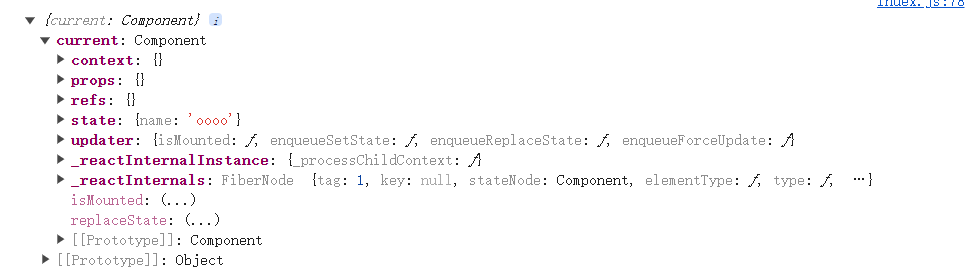 index.js:78
▼ {current: Component} i
▼ current: Component
▶ context: {}
▶ props: {}
▶ refs: {}
▶ state: {name: 'oooo'}
▶ updater: {isMounted: ƒ, enqueueSetState: ƒ, enqueueReplaceState: ƒ, enqueueForceUpdate: ƒ}
▶ _reactInternalInstance: {_processChildContext: ƒ}
▶ _reactInternals: FiberNode {tag: 1, key: null, stateNode: Component, elementType: ƒ, type: ƒ, …}
isMounted: (...)
replaceState: (...)
▶ [[Prototype]]: Component
▶ [[Prototype]]: Object